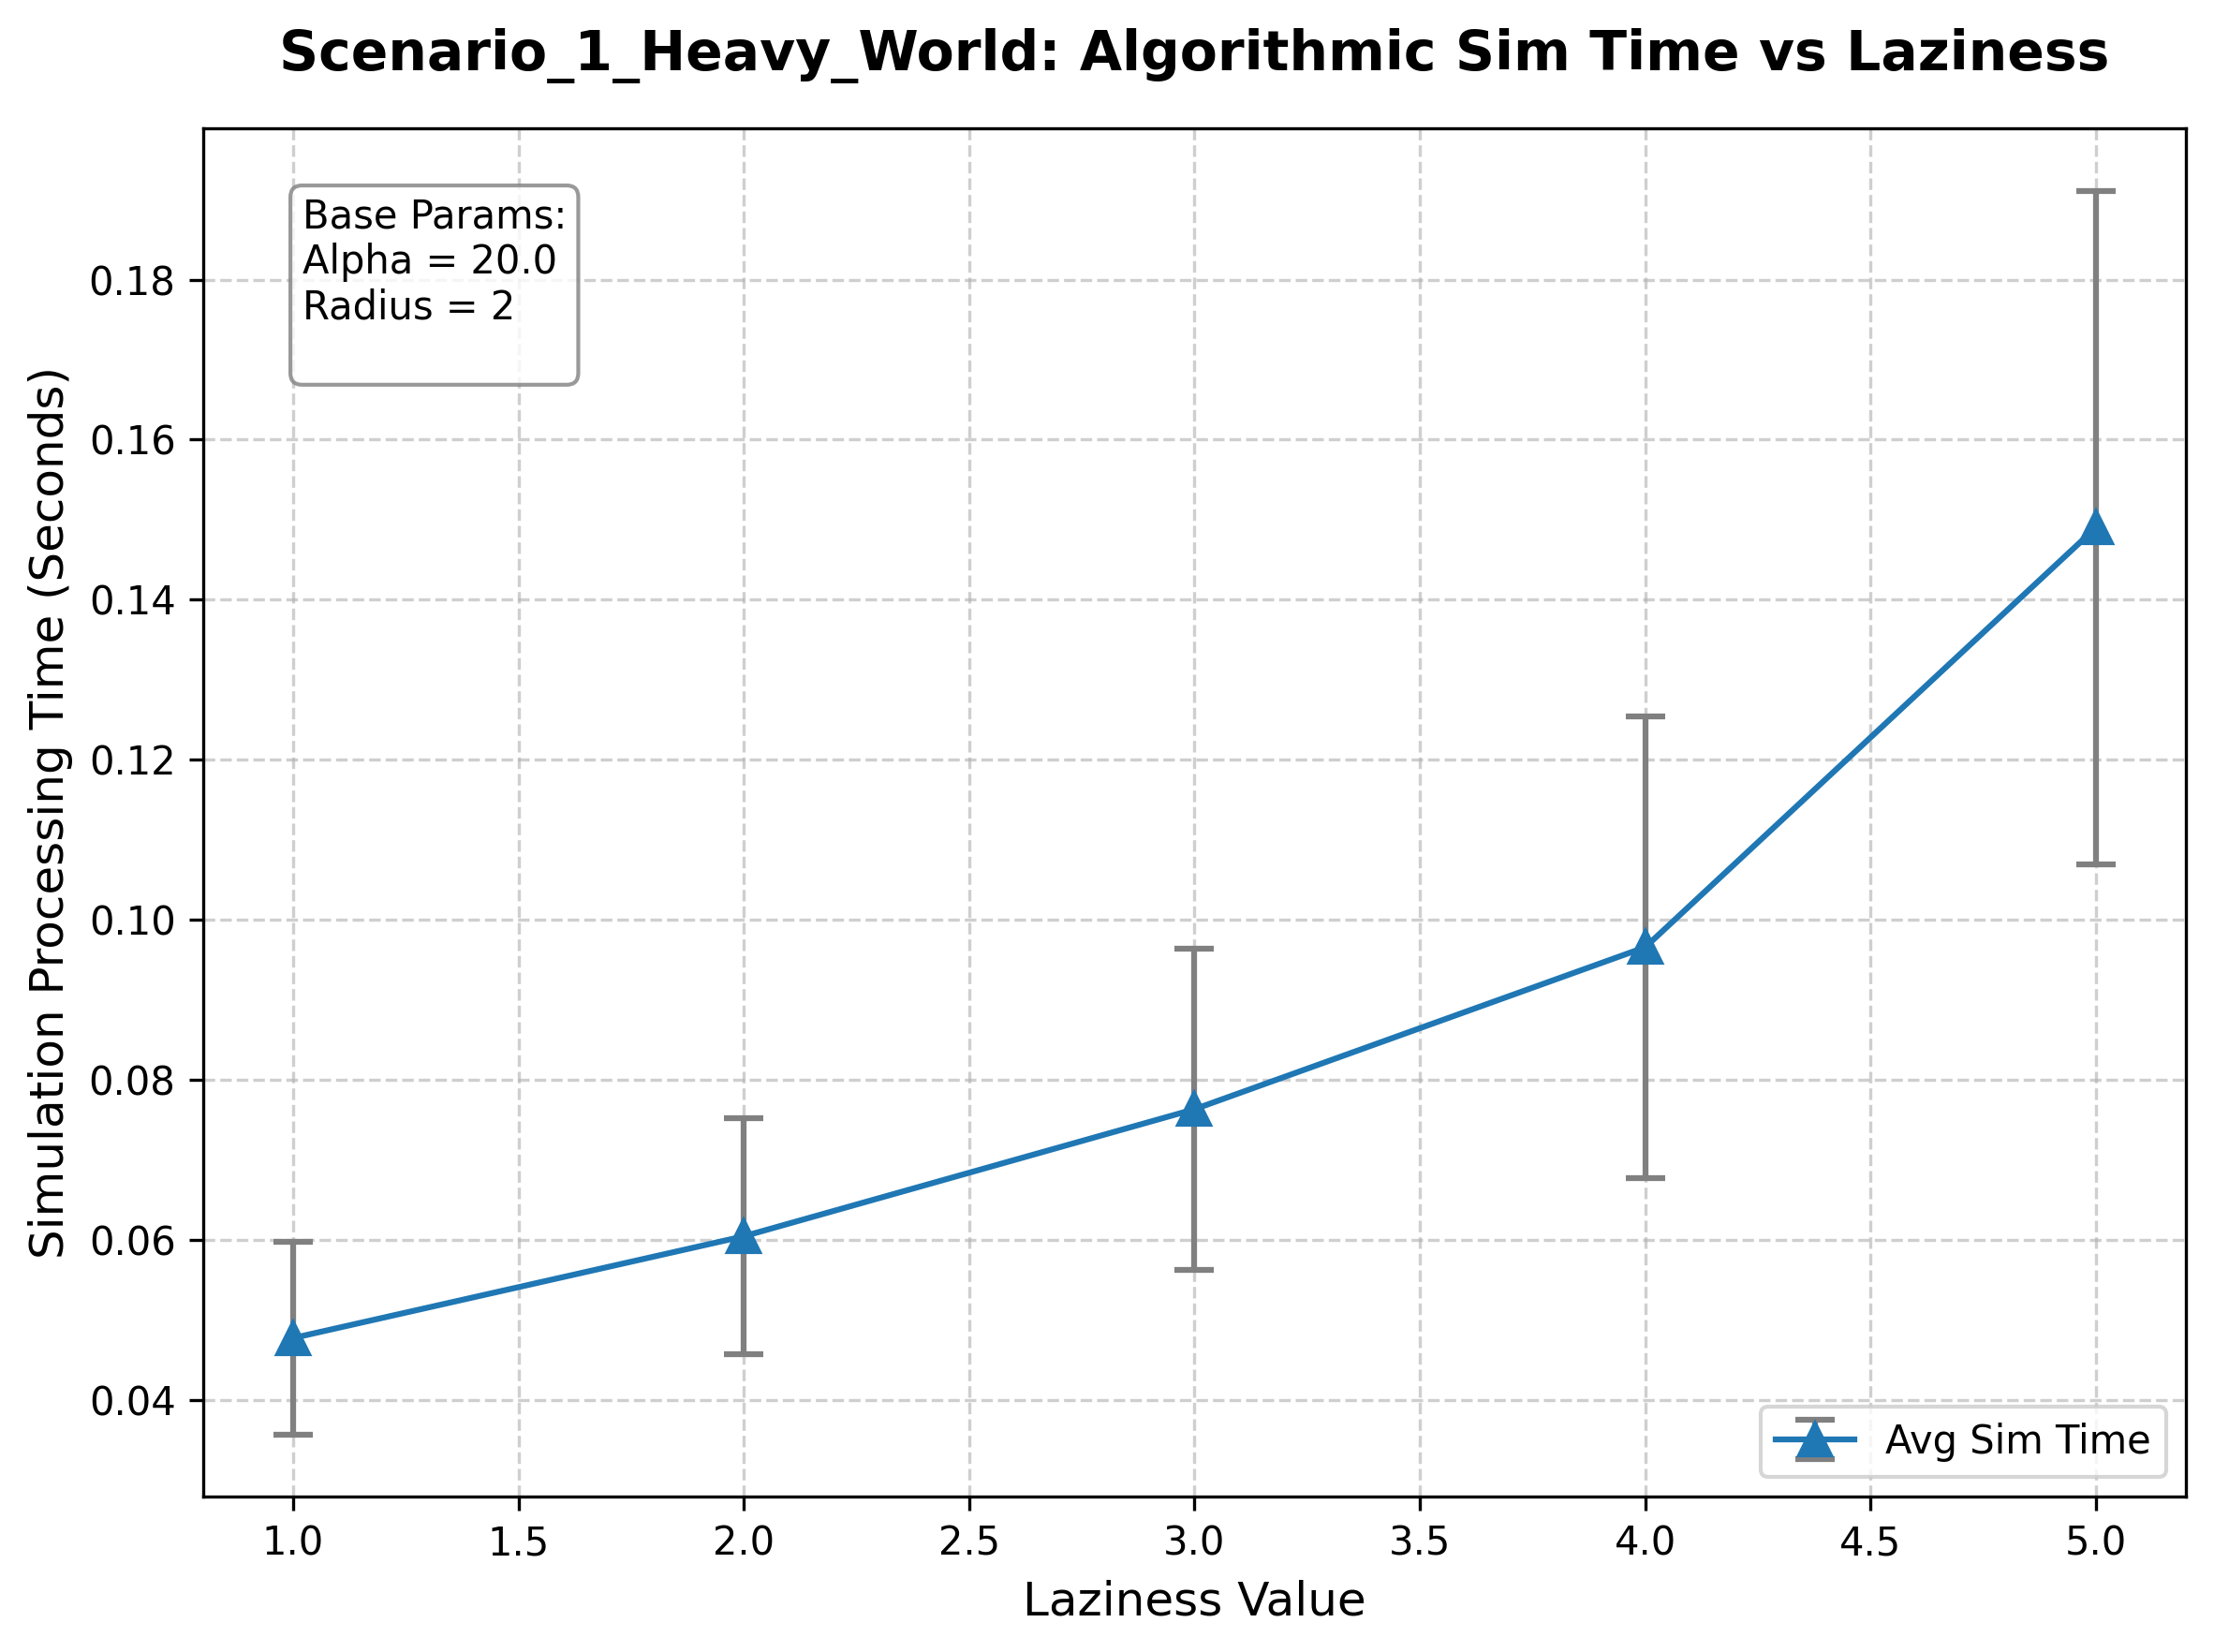 Scenario_1_Heavy_World: Algorithmic Sim Time vs Laziness
Base Params:
Alpha = 20.0
Radius = 2
Simulation Processing Time (Seconds)
0.18
0.16
0.14
0.12
0.10
0.08
0.06
0.04
Avg Sim Time
1.0 1.5 2.0 2.5 3.0 3.5 4.0 4.5 5.0
Laziness Value